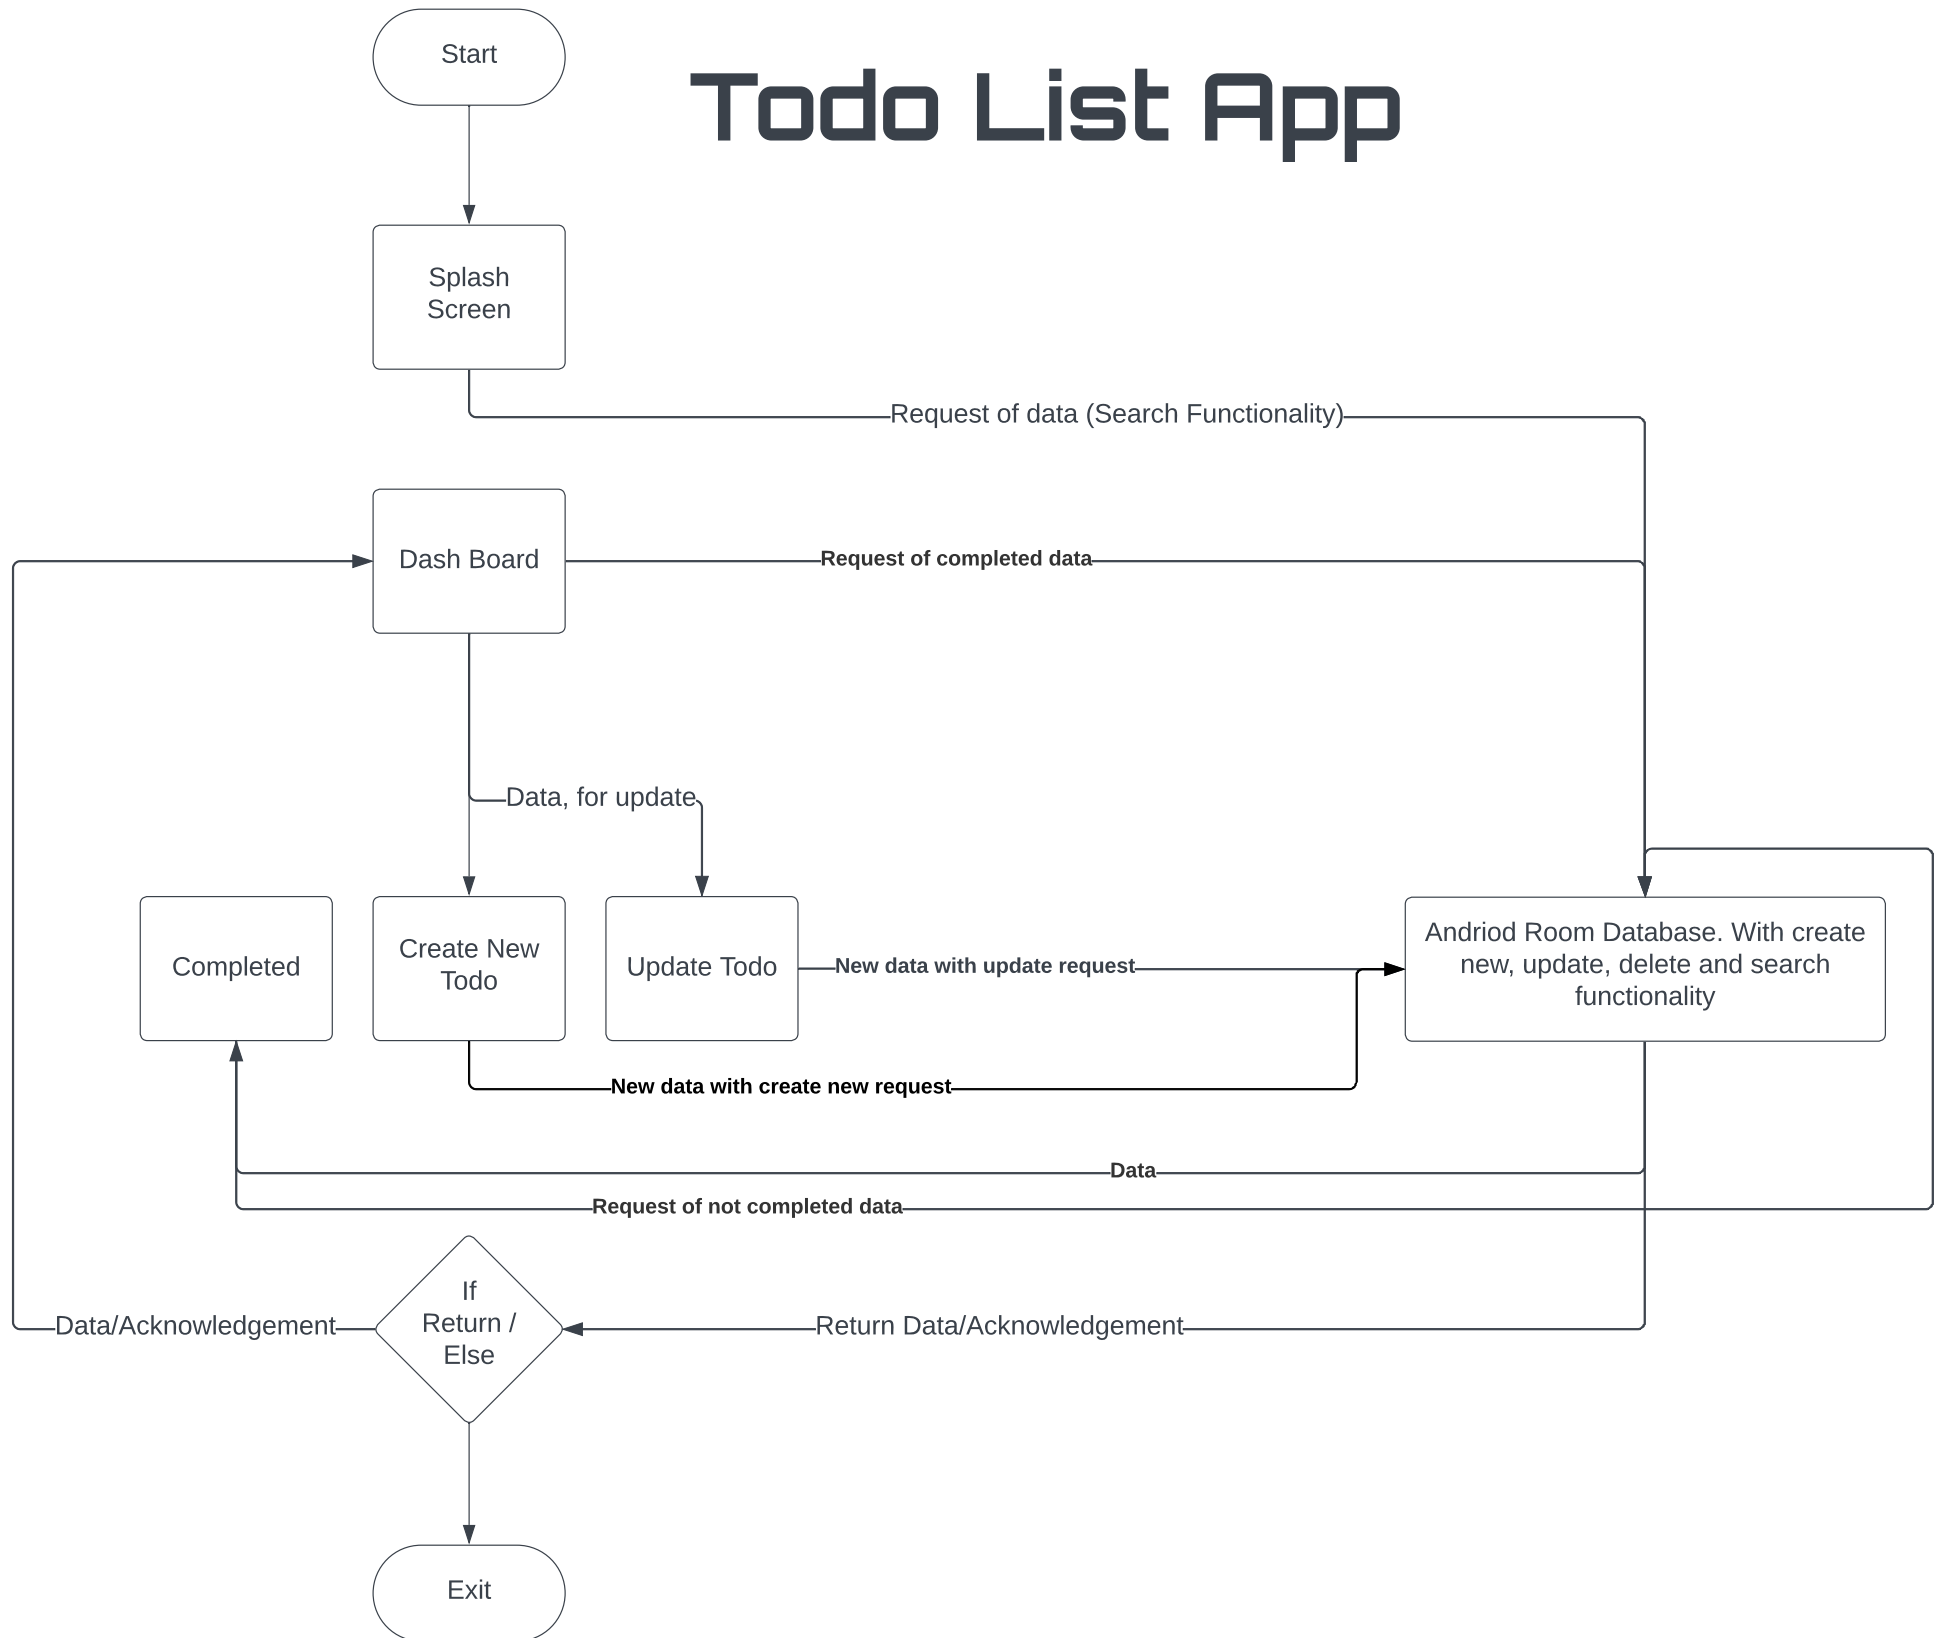 Start
Todo List App
Splash
Screen
Request of data (Search Functionality)
Dash Board
Request of completed data
Data, for update
Completed
Create New
Todo
Update Todo
New data with update request
Andriod Room Database. With create
new, update, delete and search
functionality
New data with create new request
Data
Request of not completed data
If
Return /
Else
Data/Acknowledgement
Return Data/Acknowledgement
Exit